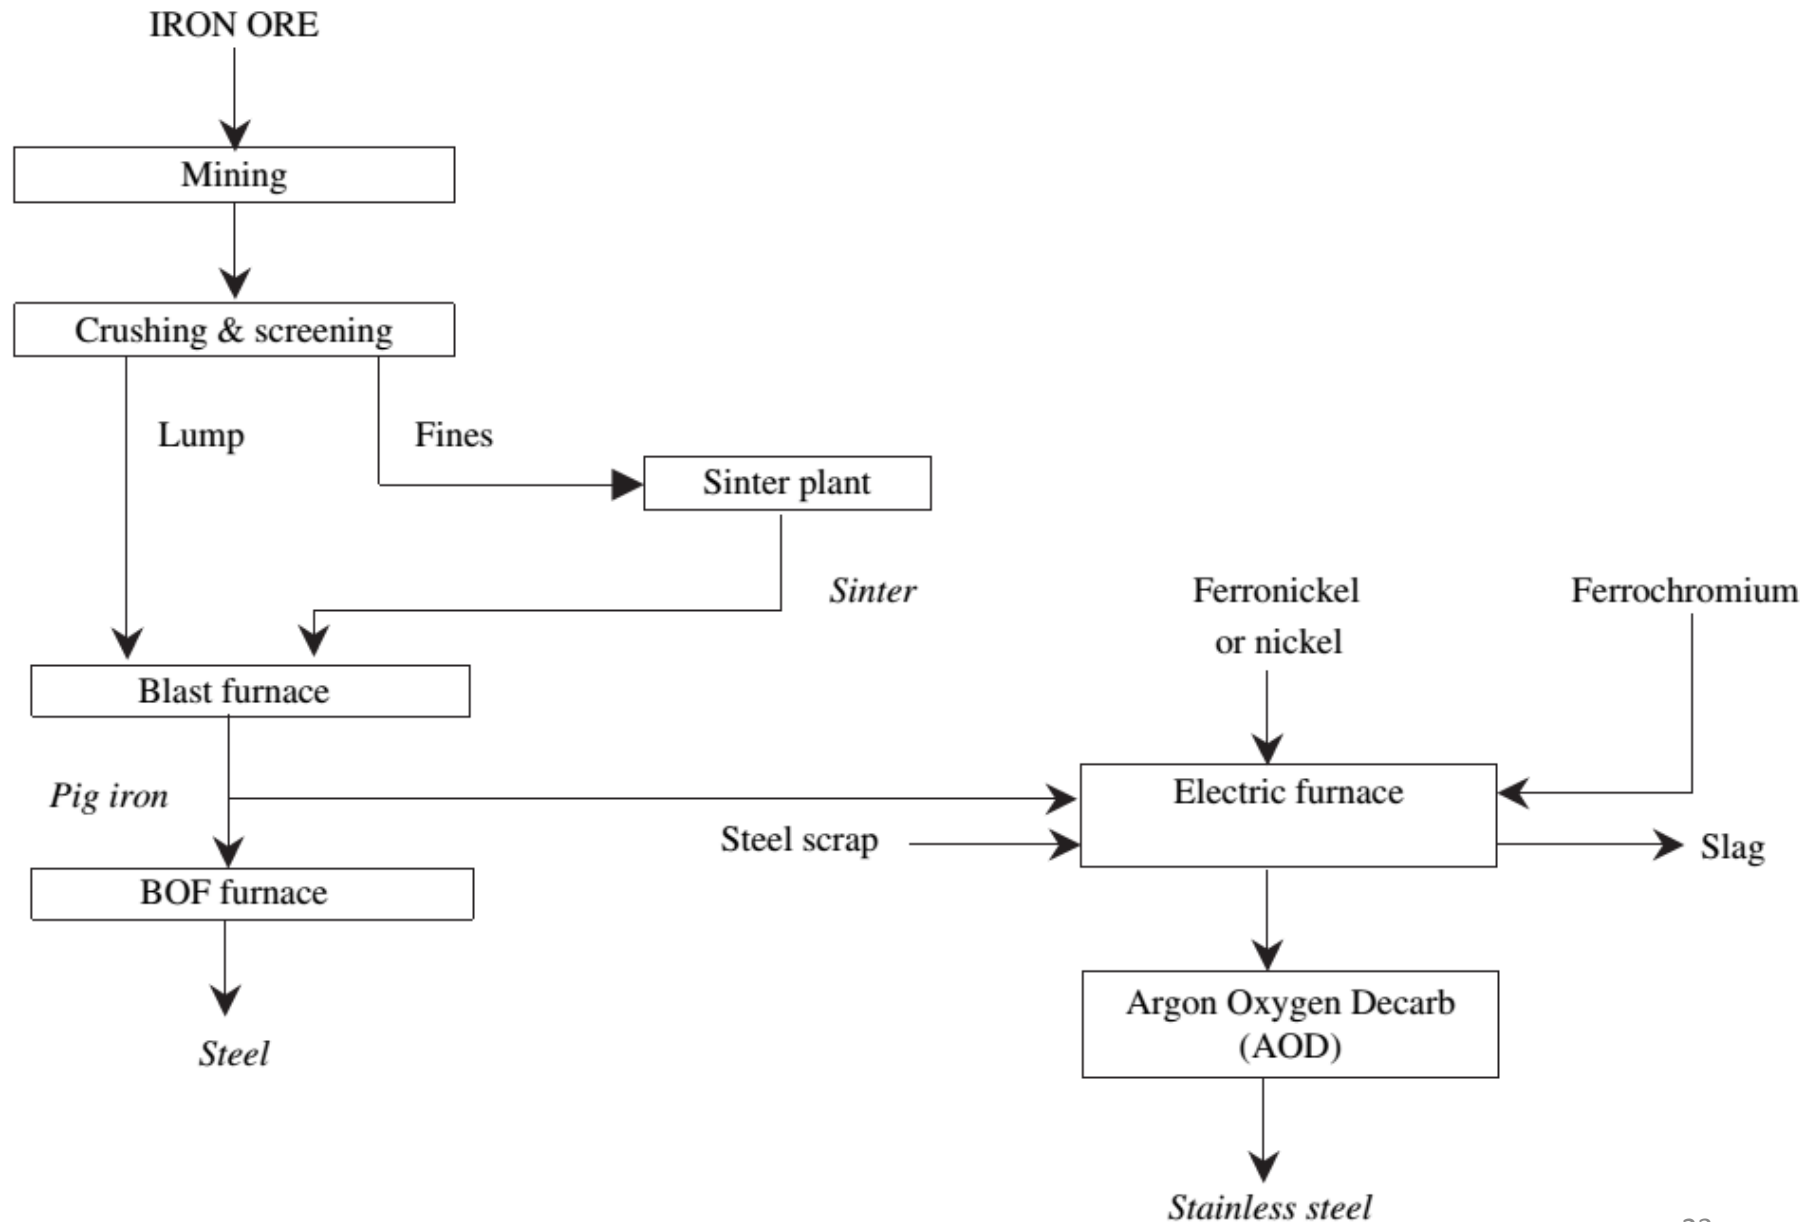 IRON ORE
Mining
Crushing & screening
Lump
Fines
Sinter plant
Sinter
Ferronickel
or nickel
Ferrochromium
Blast furnace
Pig iron
Electric furnace
Steel scrap
Slag
BOF furnace
Steel
Argon Oxygen Decarb
(AOD)
Stainless steel